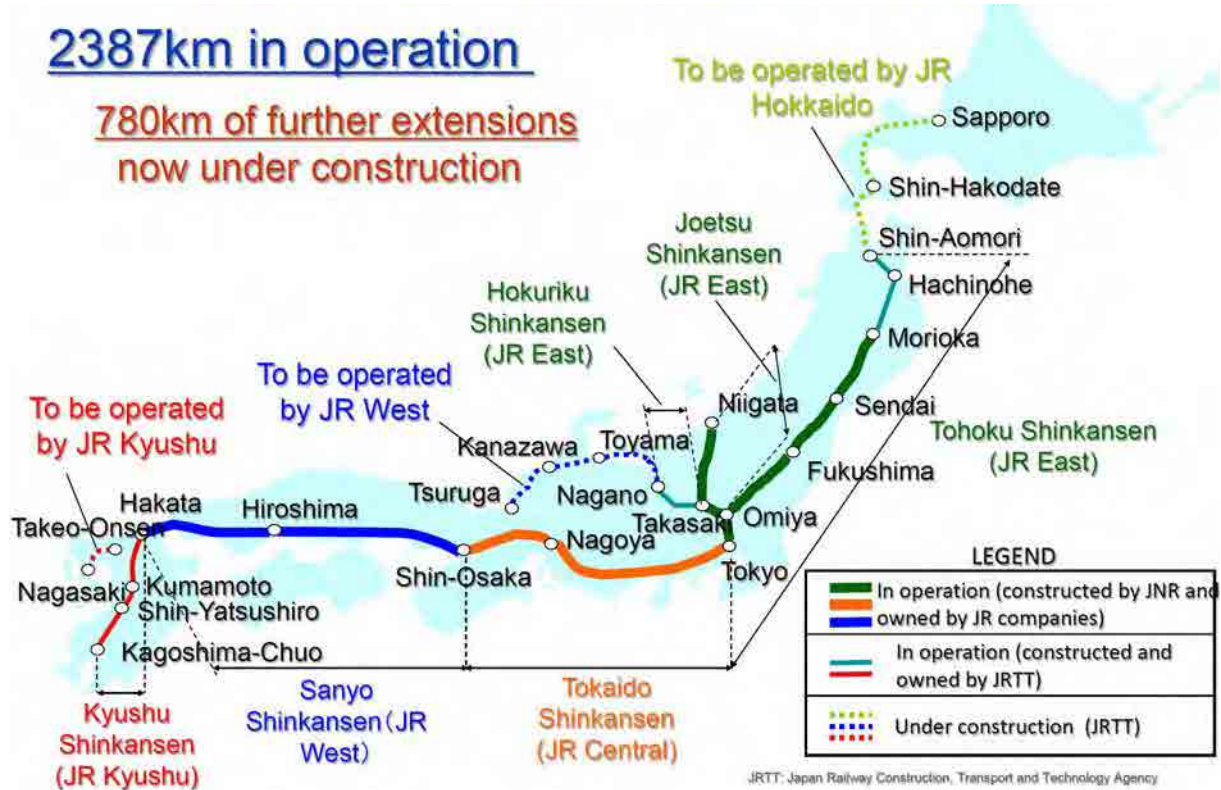 2387km in operation
780km of further extensions
now under construction
To be operated by JR
Hokkaido
Sapporo
Shin-Hakodate
Shin-Aomori
Hachinohe
Morioka
Joetsu
Shinkansen
(JR East)
Hokuriku
Shinkansen
(JR East)
To be operated
by JR West
To be operated
by JR Kyushu
Niigata
Sendai
Tohoku Shinkansen
(JR East)
Fukushima
Kanazawa
Toyama
Tsuruga
Nagano
Takasaki
Omiya
Hakata
Hiroshima
Takeo-Onsen
Nagoya
Tokyo
Shin-Osaka
Nagasaki
Kumamoto
Shin-Yatsushiro
Kagoshima-Chuo
Kyushu
Shinkansen
(JR Kyushu)
Sanyo
Shinkansen（JR
West）
Tokaido
Shinkansen
(JR Central)
LEGEND
In operation (constructed by JNR and
owned by JR companies)
In operation (constructed and
owned by JRTT)
Under construction (JRTT)
JRTT: Japan Railway Construction, Transport and Technology Agency